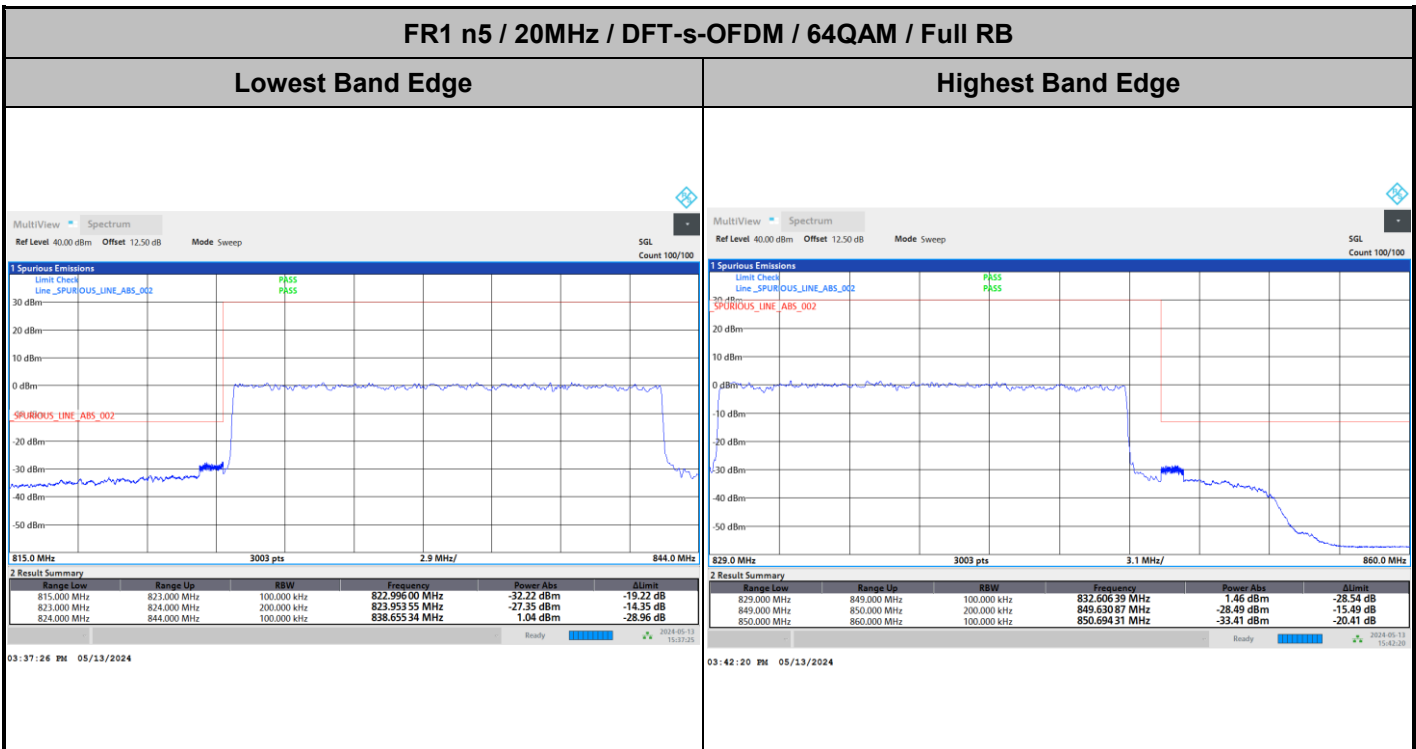 FR1 n5 / 20MHz / DFT-s-OFDM / 64QAM / Full RB
Lowest Band Edge
Highest Band Edge
MultiView Spectrum
Ref Level 40.00 dBm Offset 12.50 dB Mode Sweep SGL
Count 100/100
1 Spurious Emissions
Limit Check PASS
Line _SPURIOUS_LINE_ABS_002 PASS
30 dBm
20 dBm
10 dBm
0 dBm
_SPURIOUS_LINE_ABS_002
-20 dBm
-30 dBm
-40 dBm
-50 dBm
815.0 MHz 3003 pts 2.9 MHz/ 844.0 MHz
2 Result Summary
Range Low Range Up RBW Frequency Power Abs ΔLimit
815.000 MHz 823.000 MHz 100.000 kHz 822.996 00 MHz -32.22 dBm -19.22 dB
823.000 MHz 824.000 MHz 200.000 kHz 823.953 55 MHz -27.35 dBm -14.35 dB
824.000 MHz 844.000 MHz 100.000 kHz 838.655 34 MHz 1.04 dBm -28.96 dB
Ready 2024-05-13
15:37:25
03:37:26 PM 05/13/2024
MultiView Spectrum
Ref Level 40.00 dBm Offset 12.50 dB Mode Sweep SGL
Count 100/100
1 Spurious Emissions
Limit Check PASS
Line _SPURIOUS_LINE_ABS_002 PASS
30 dBm
_SPURIOUS_LINE_ABS_002
20 dBm
10 dBm
0 dBm
-10 dBm
-20 dBm
-30 dBm
-40 dBm
-50 dBm
829.0 MHz 3003 pts 3.1 MHz/ 860.0 MHz
2 Result Summary
Range Low Range Up RBW Frequency Power Abs ΔLimit
829.000 MHz 849.000 MHz 100.000 kHz 832.606 39 MHz 1.46 dBm -28.54 dB
849.000 MHz 850.000 MHz 200.000 kHz 849.630 87 MHz -28.49 dBm -15.49 dB
850.000 MHz 860.000 MHz 100.000 kHz 850.694 31 MHz -33.41 dBm -20.41 dB
Ready 2024-05-13
15:42:20
03:42:20 PM 05/13/2024